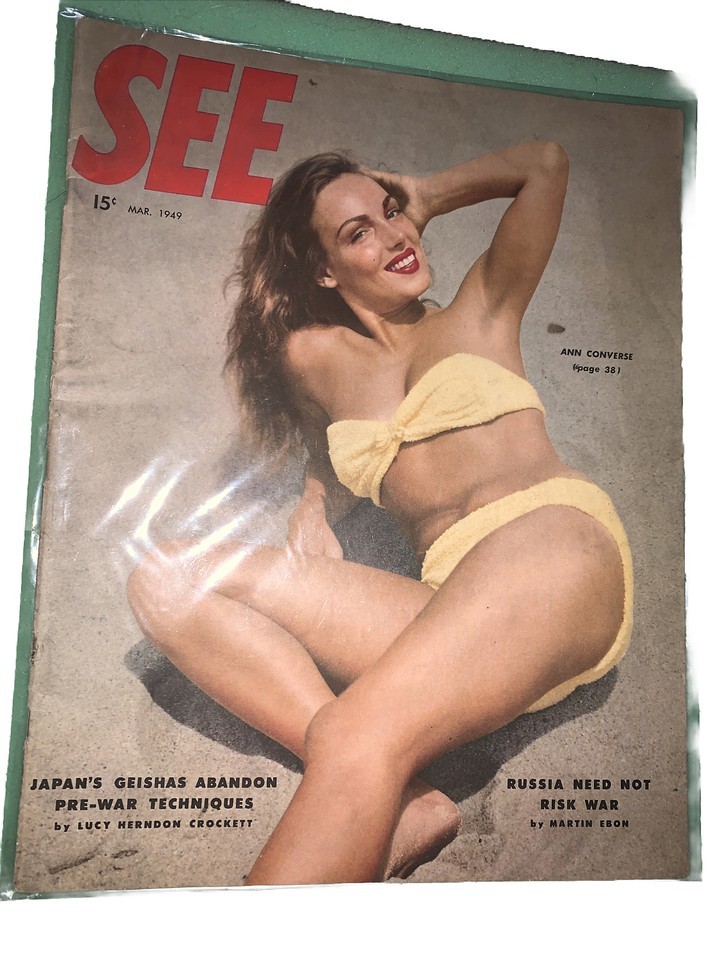 SEE
15¢ MAR. 1949
ANN CONVERSE
(page 38)
JAPAN'S GEISHAS ABANDON
PRE-WAR TECHNIQUES
by LUCY HERNDON CROCKETT
RUSSIA NEED NOT
RISK WAR
by MARTIN EBON